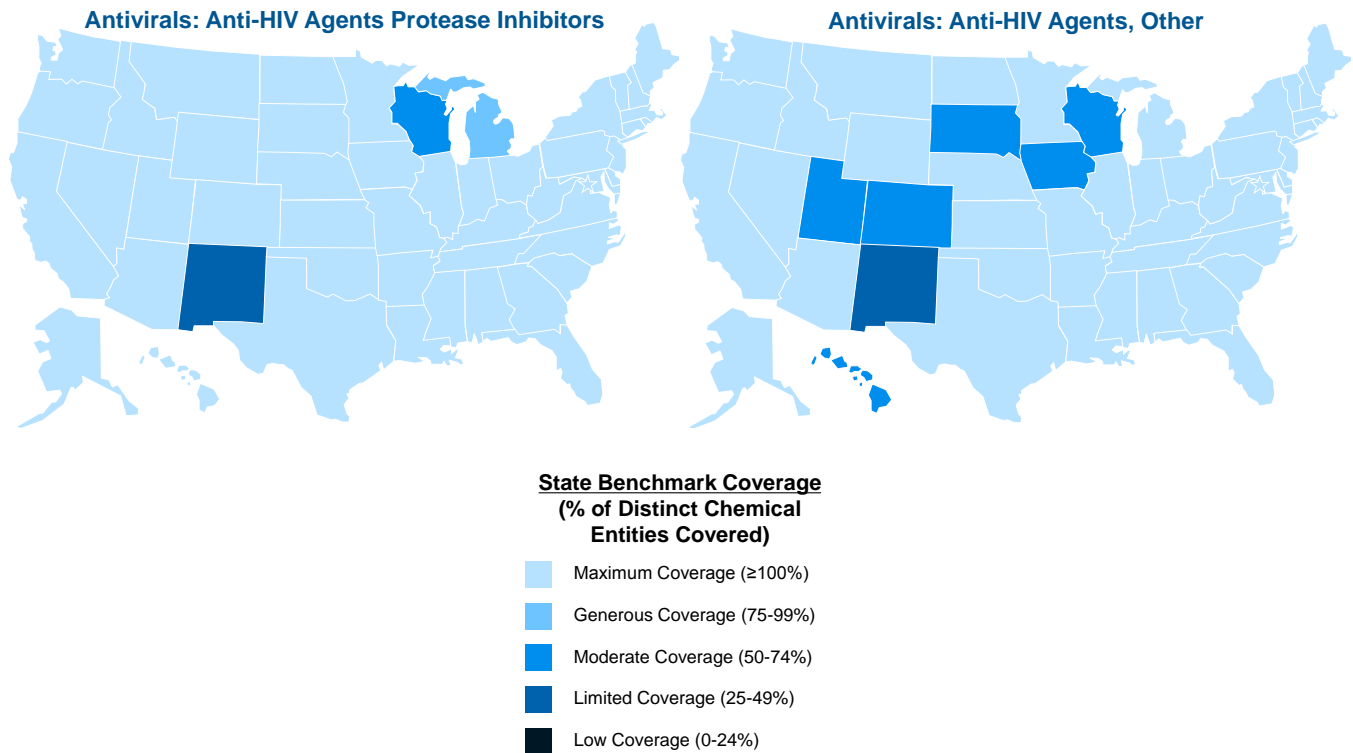 Antivirals: Anti-HIV Agents Protease Inhibitors
Antivirals: Anti-HIV Agents, Other
State Benchmark Coverage
(% of Distinct Chemical
Entities Covered)
Maximum Coverage (≥100%)
Generous Coverage (75-99%)
Moderate Coverage (50-74%)
Limited Coverage (25-49%)
Low Coverage (0-24%)